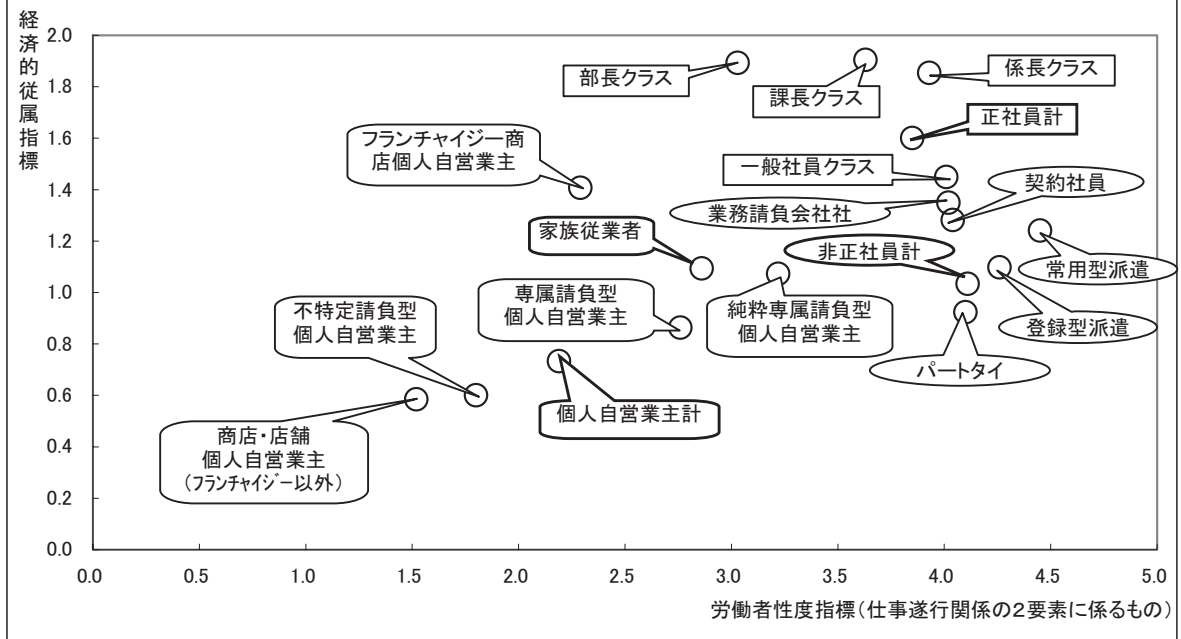 経済的従属指標
2.0
1.8
1.6
1.4
1.2
1.0
0.8
0.6
0.4
0.2
0.0
部長クラス
課長クラス
係長クラス
正社員計
フランチャイジー商
店個人自営業主
一般社員クラス
契約社員
業務請負会社社
家族従業者
非正社員計
常用型派遣
専属請負型
個人自営業主
純粋専属請負型
個人自営業主
登録型派遣
不特定請負型
個人自営業主
パートタイ
個人自営業主計
商店・店舗
個人自営業主
(フランチャイジー以外)
0.0 0.5 1.0 1.5 2.0 2.5 3.0 3.5 4.0 4.5 5.0
労働者性度指標(仕事遂行関係の2要素に係るもの)